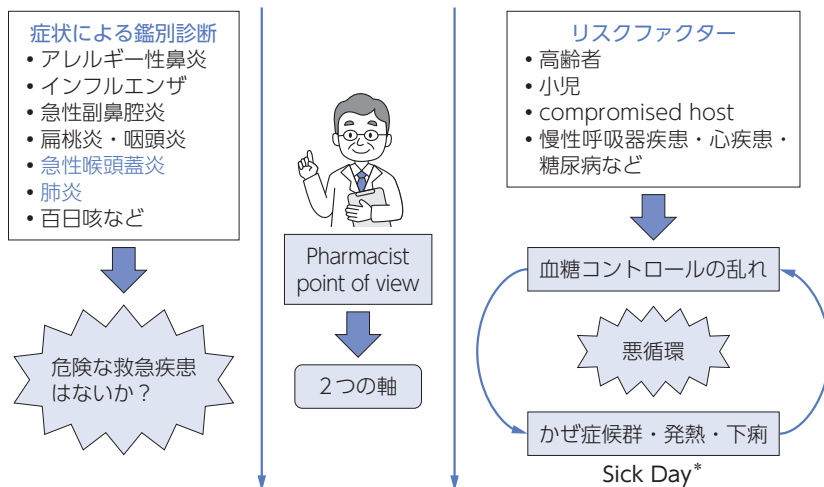 症状による鑑別診断
• アレルギー性鼻炎
• インフルエンザ
• 急性副鼻腔炎
• 扁桃炎・咽頭炎
• 急性喉頭蓋炎
• 肺炎
• 百日咳など
危険な救急疾患
はないか？
Pharmacist
point of view
2つの軸
リスクファクター
• 高齢者
• 小児
• compromised host
• 慢性呼吸器疾患・心疾患・
糖尿病など
血糖コントロールの乱れ
悪循環
かぜ症候群・発熱・下痢
Sick Day*